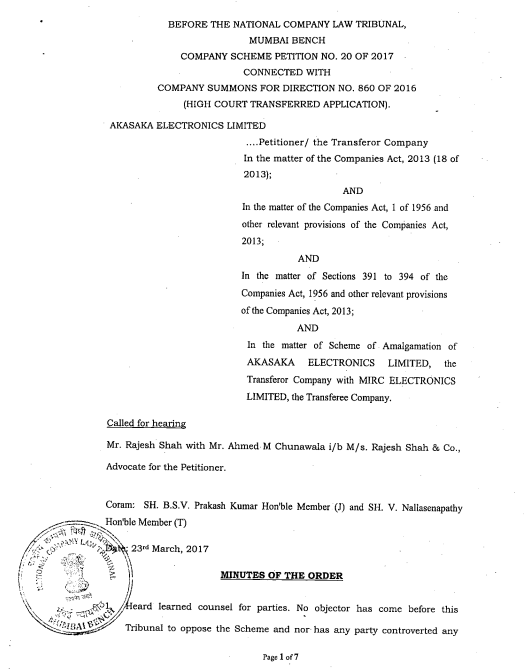 BEFORE THE NATIONAL COMPANY LAW TRIBUNAL,
MUMBAI BENCH
COMPANY SCHEME PETITION NO. 20 OF 2017
CONNECTED WITH
COMPANY SUMMONS FOR DIRECTION NO. 860 OF 2016
(HIGH COURT TRANSFERRED APPLICATION).
AKASAKA ELECTRONICS LIMITED
....Petitioner/ the Transferor Company
In the matter of the Companies Act, 2013 (18 of
2013);
AND
In the matter of the Companies Act, 1 of 1956 and
other relevant provisions of the Companies Act,
2013;
AND
In the matter of Sections 391 to 394 of the
Companies Act, 1956 and other relevant provisions
of the Companies Act, 2013;
AND
In the matter of Scheme of Amalgamation of
AKASAKA ELECTRONICS LIMITED, the
Transferor Company with MIRC ELECTRONICS
LIMITED, the Transferee Company.
Called for hearing
Mr. Rajesh Shah with Mr. Ahmed M Chunawala i/b M/s. Rajesh Shah & Co.,
Advocate for the Petitioner.
Coram: SH. B.S.V. Prakash Kumar Hon'ble Member (J) and SH. V. Nallasenapathy
Hon'ble Member (T)
Date: 23rd March, 2017
NATIONAL COMPANY LAW TRIBUNAL
MUMBAI BENCH
MINUTES OF THE ORDER
Heard learned counsel for parties. No objector has come before this
Tribunal to oppose the Scheme and nor has any party controverted any
Page 1 of 7